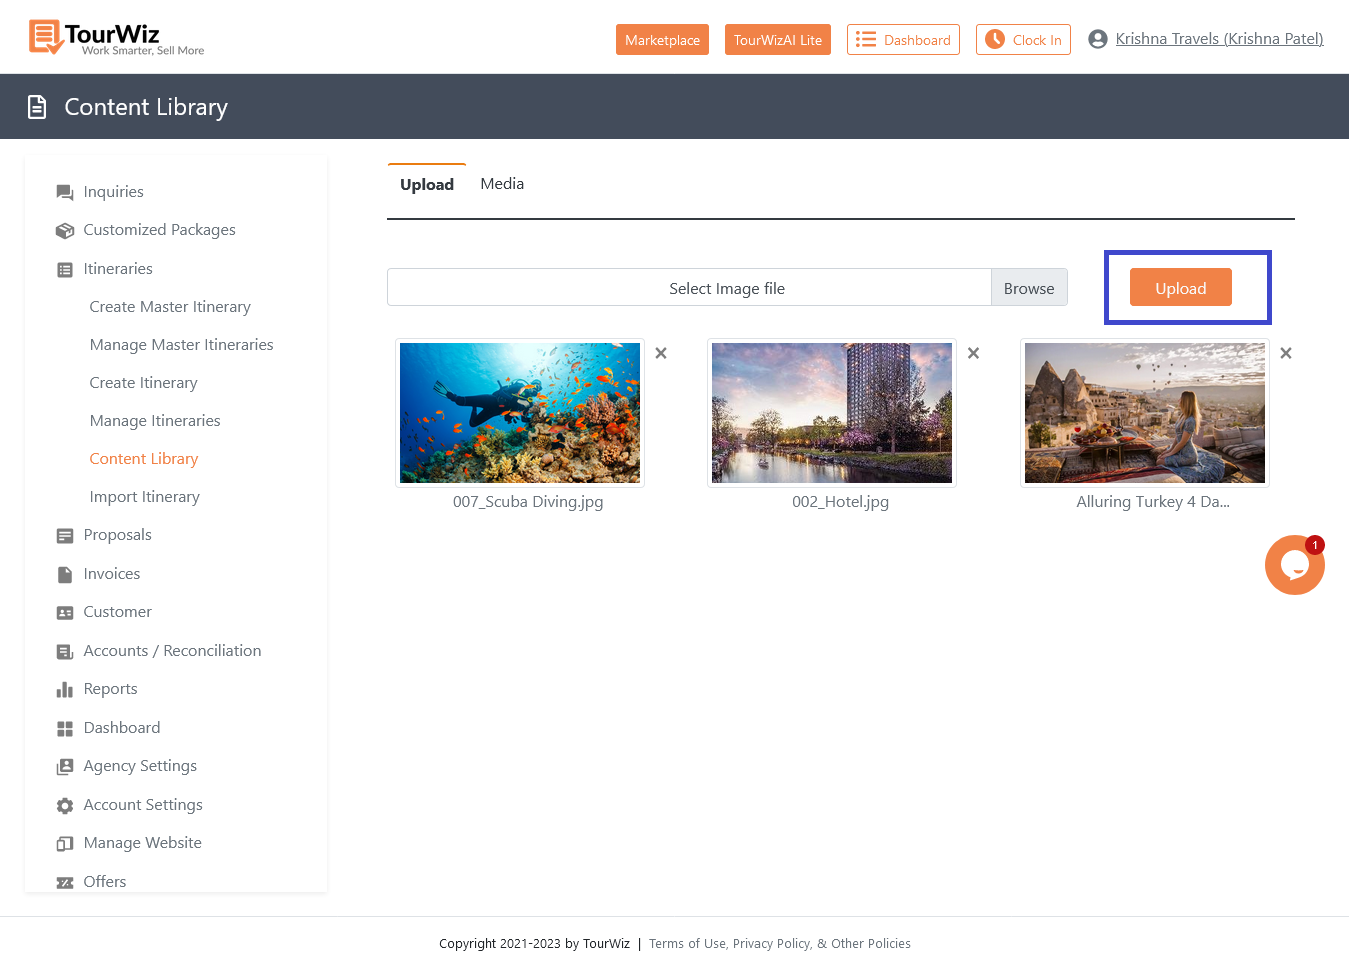 TourWiz
Work Smarter, Sell More
Marketplace
TourWizAI Lite
Dashboard
Clock In
Krishna Travels (Krishna Patel)
Content Library
Inquiries
Customized Packages
Itineraries
Create Master Itinerary
Manage Master Itineraries
Create Itinerary
Manage Itineraries
Content Library
Import Itinerary
Proposals
Invoices
Customer
Accounts / Reconciliation
Reports
Dashboard
Agency Settings
Account Settings
Manage Website
Offers
Upload
Media
Select Image file
Browse
Upload
007_Scuba Diving.jpg
002_Hotel.jpg
Alluring Turkey 4 Da...
1
Copyright 2021-2023 by TourWiz | Terms of Use, Privacy Policy, & Other Policies